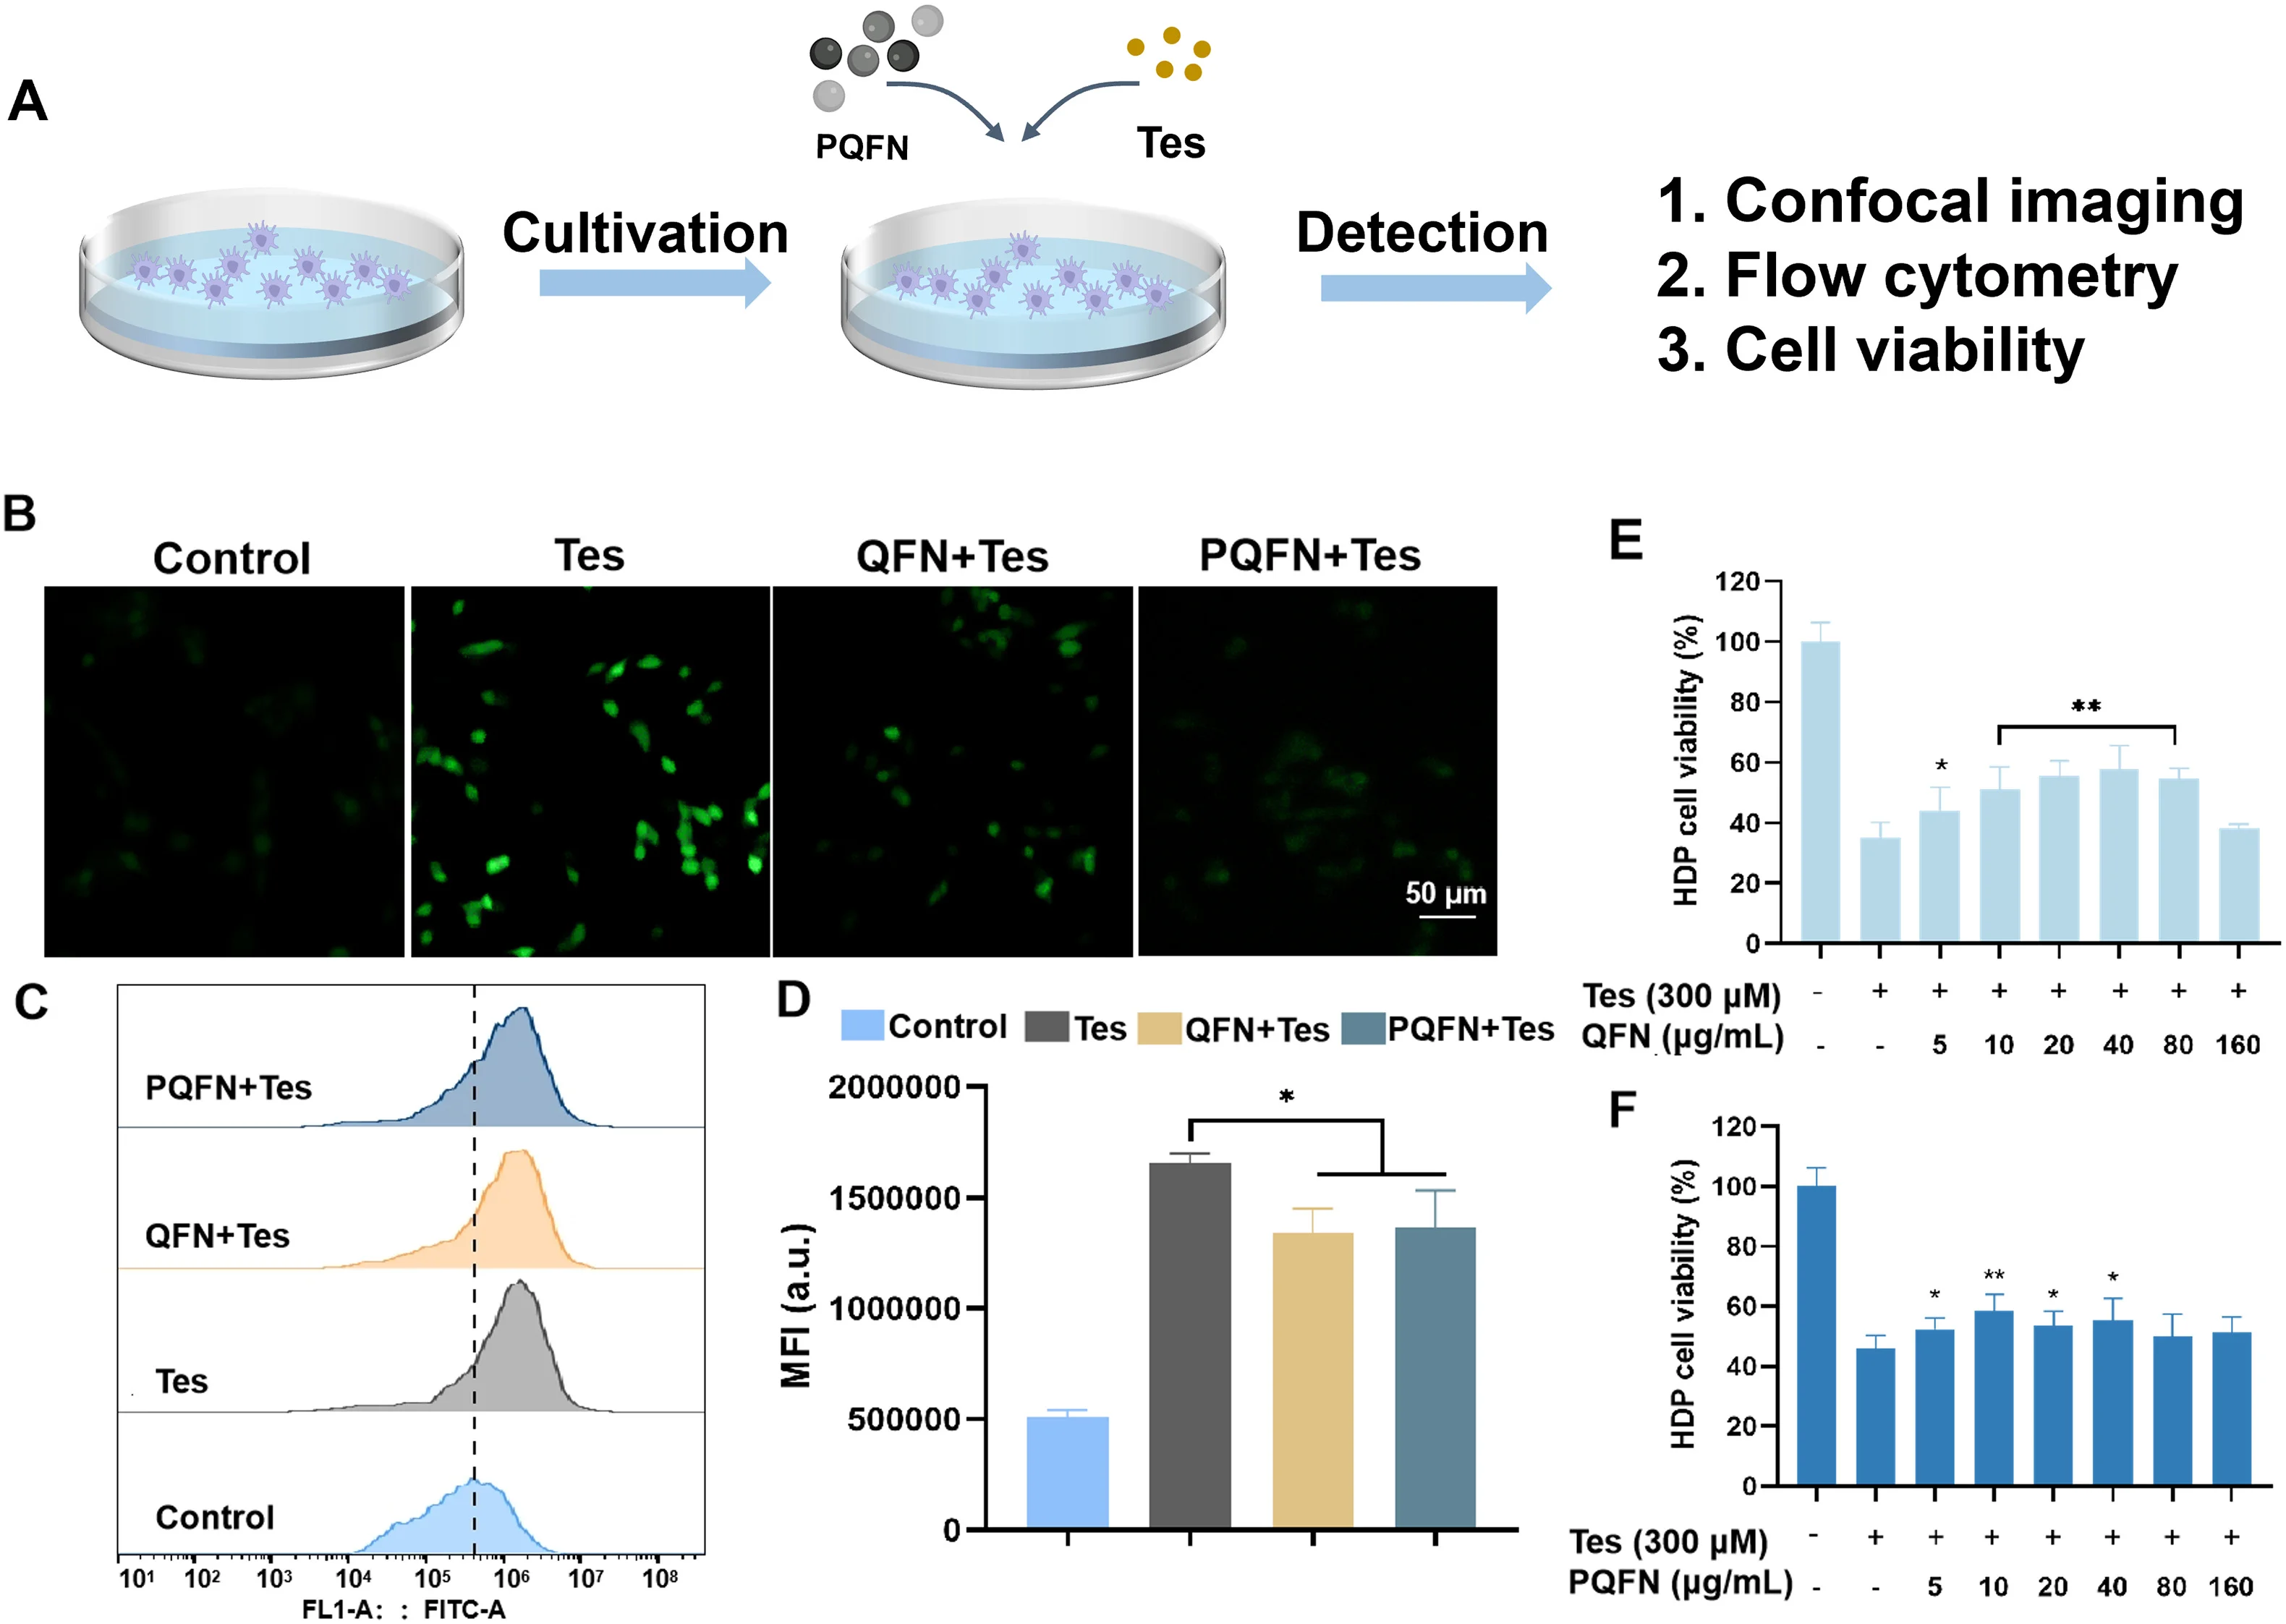 A
PQFN
Tes
Cultivation
Detection
1. Confocal imaging
2. Flow cytometry
3. Cell viability
B
Control
Tes
QFN+Tes
PQFN+Tes
50 µm
C
PQFN+Tes
QFN+Tes
Tes
Control
10¹ 10² 10³ 10⁴ 10⁵ 10⁶ 10⁷ 10⁸
FL1-A: : FITC-A
D
Control Tes QFN+Tes PQFN+Tes
MFI (a.u.)
2000000
1500000
1000000
500000
0
*
E
HDP cell viability (%)
120
100
80
60
40
20
0
*
**
Tes (300 µM) - + + + + + + +
QFN (µg/mL) - - 5 10 20 40 80 160
F
HDP cell viability (%)
120
100
80
60
40
20
0
* ** * *
Tes (300 µM) - + + + + + + +
PQFN (µg/mL) - - 5 10 20 40 80 160